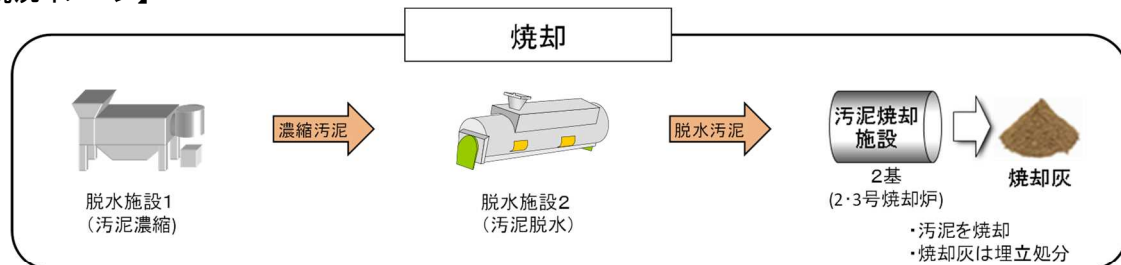 焼却
脱水施設1
(汚泥濃縮)
濃縮汚泥
脱水施設2
(汚泥脱水)
脱水汚泥
汚泥焼却
施設
2基
(2･3号焼却炉)
焼却灰
･汚泥を焼却
･焼却灰は埋立処分